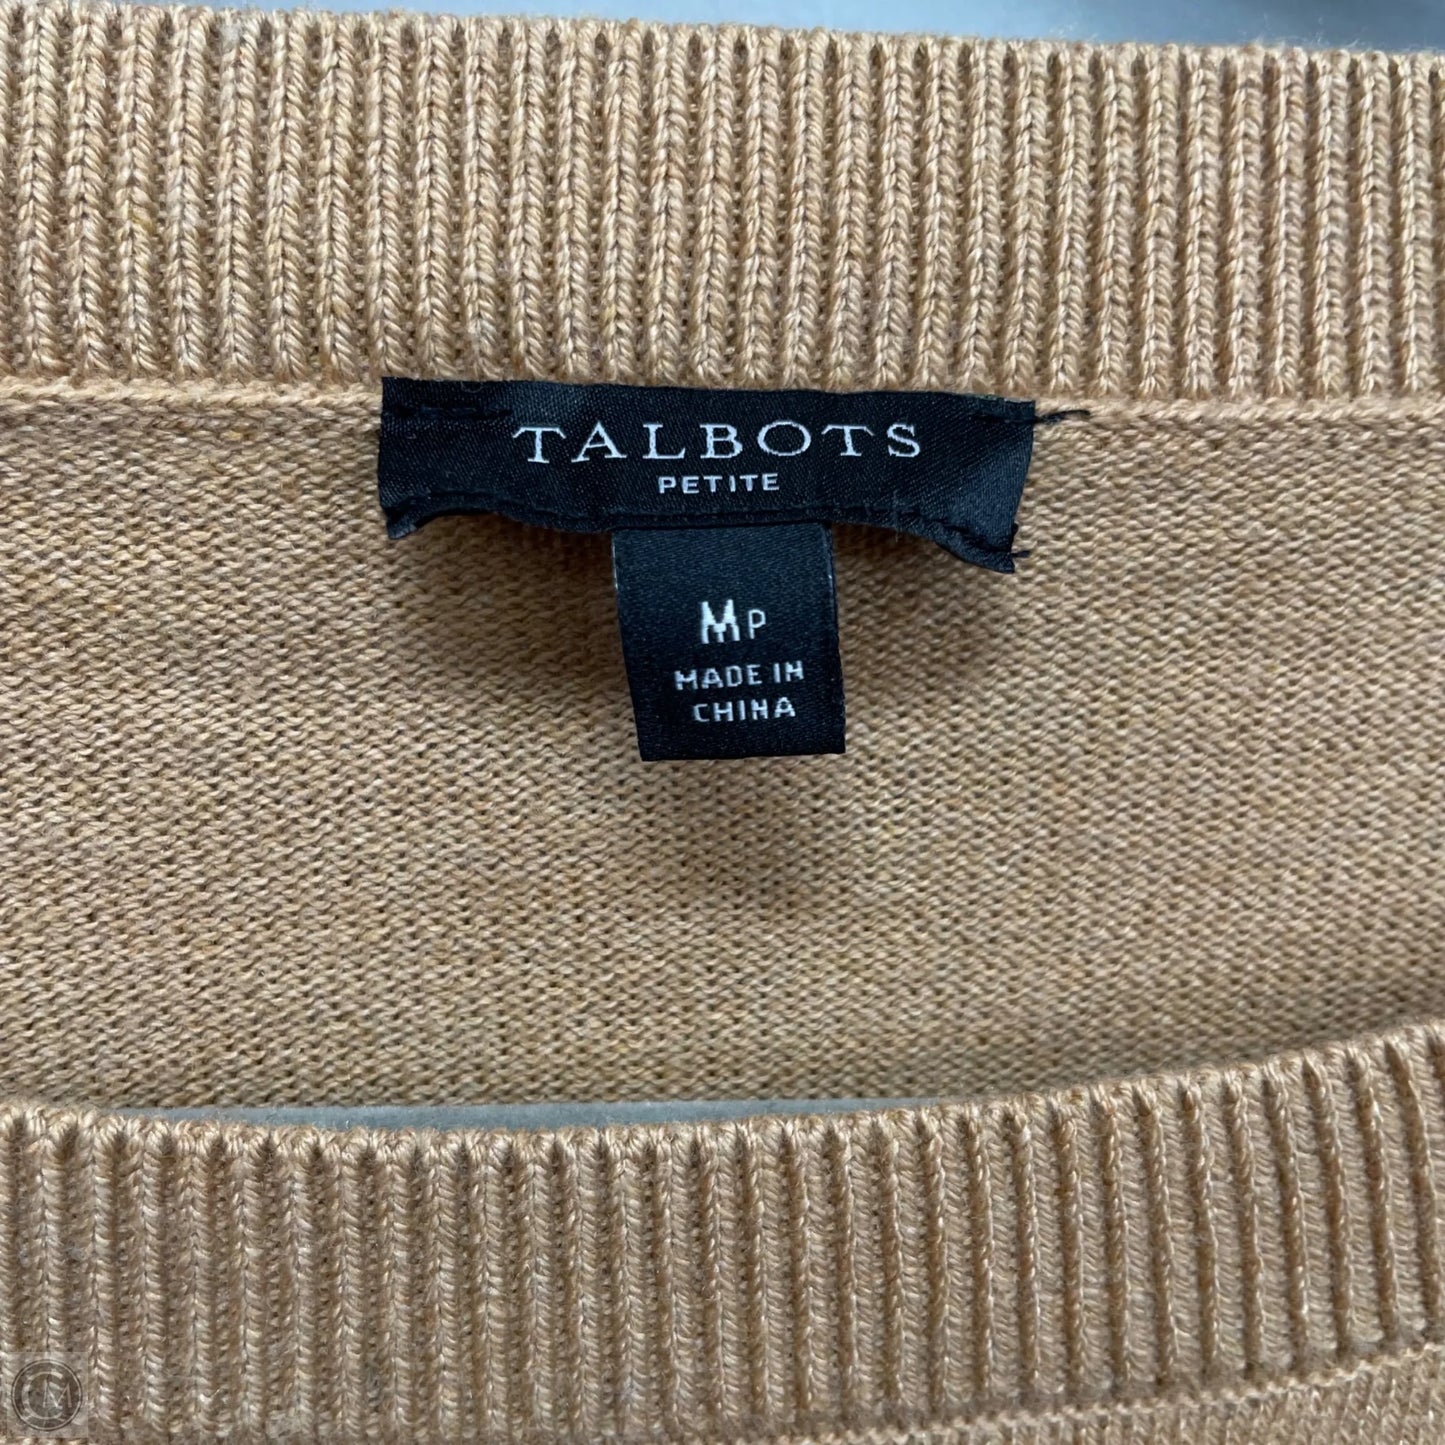 TALBOTS
PETITE
MP
MADE IN
CHINA